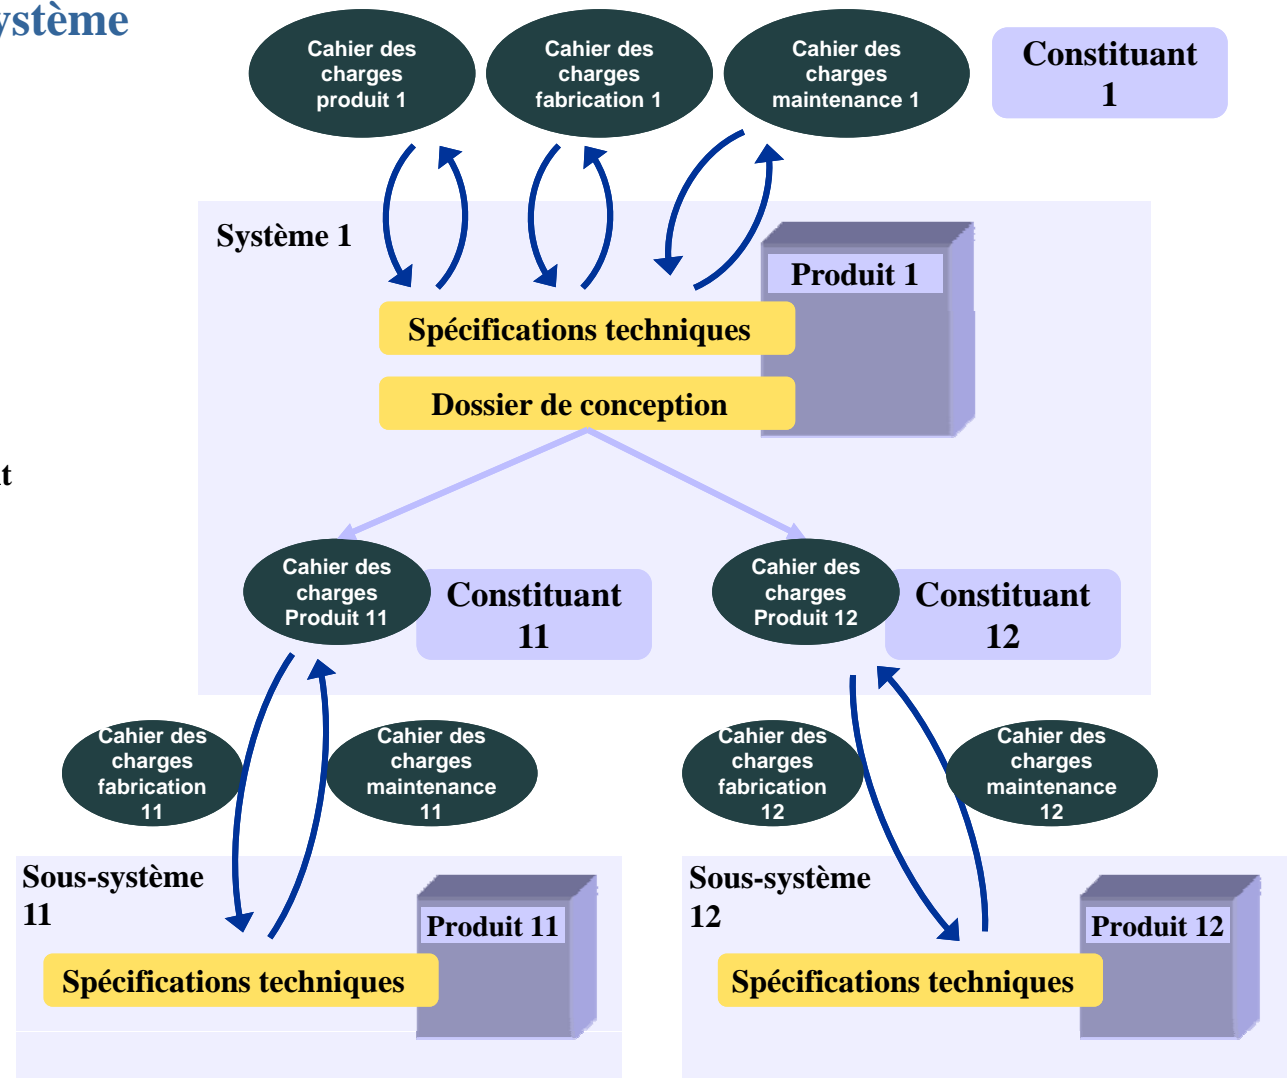 ystème
Cahier des
charges
produit 1
Cahier des
charges
fabrication 1
Cahier des
charges
maintenance 1
Constituant
1
Système 1
Produit 1
Spécifications techniques
Dossier de conception
t
Cahier des
charges
Produit 11
Constituant
11
Cahier des
charges
Produit 12
Constituant
12
Cahier des
charges
fabrication
11
Cahier des
charges
maintenance
11
Cahier des
charges
fabrication
12
Cahier des
charges
maintenance
12
Sous-système
11
Produit 11
Spécifications techniques
Sous-système
12
Produit 12
Spécifications techniques